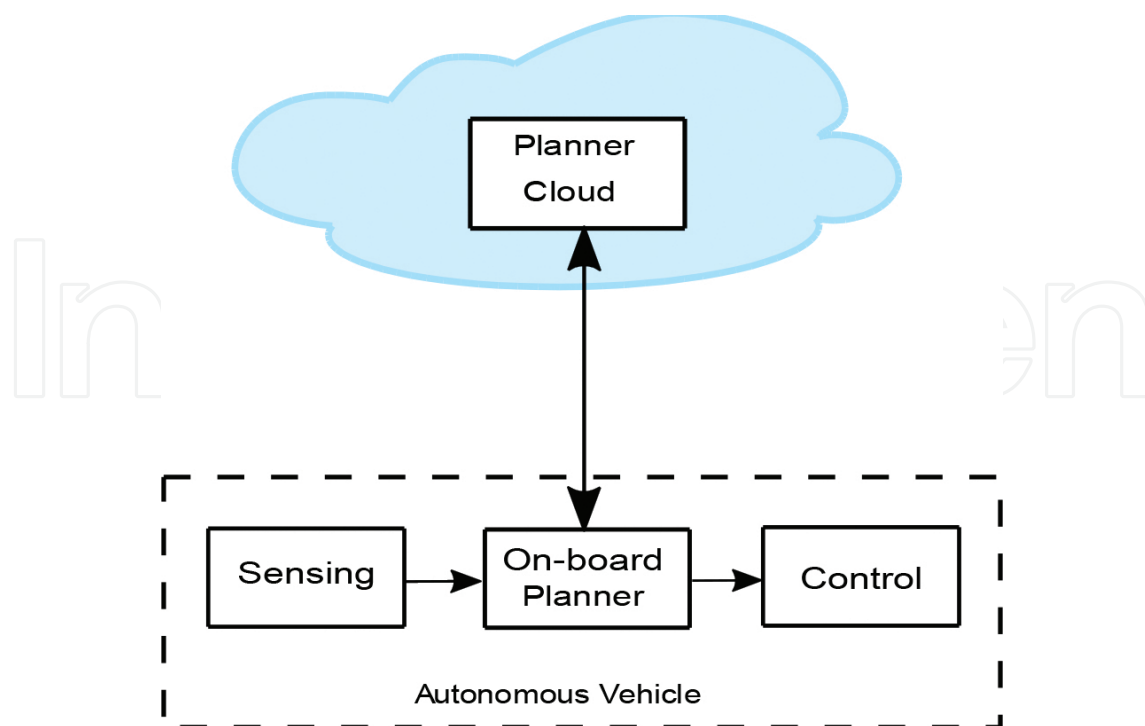 Planner
Cloud
Sensing
On-board
Planner
Control
Autonomous Vehicle